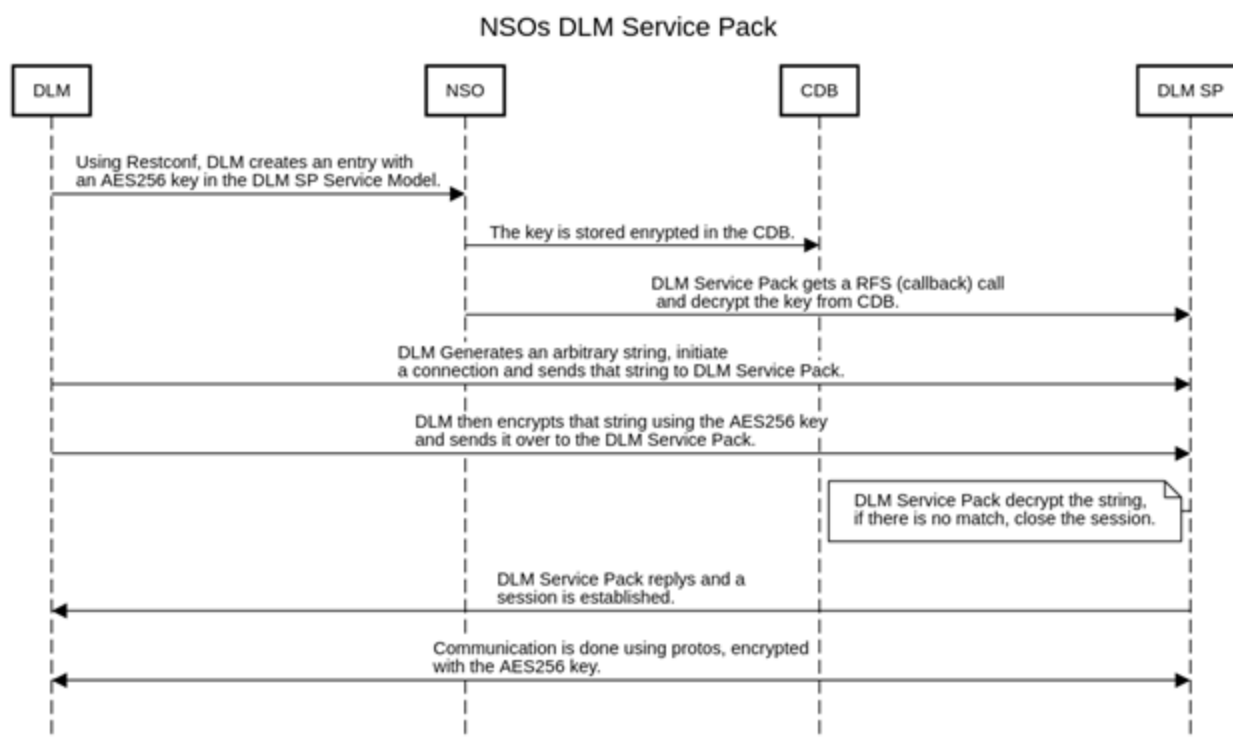 NSOs DLM Service Pack
DLM
NSO
CDB
DLM SP
Using Restconf, DLM creates an entry with
an AES256 key in the DLM SP Service Model.
The key is stored enrypted in the CDB.
DLM Service Pack gets a RFS (callback) call
and decrypt the key from CDB.
DLM Generates an arbitrary string, initiate
a connection and sends that string to DLM Service Pack.
DLM then encrypts that string using the AES256 key
and sends it over to the DLM Service Pack.
DLM Service Pack decrypt the string,
if there is no match, close the session.
DLM Service Pack replys and a
session is established.
Communication is done using protos, encrypted
with the AES256 key.